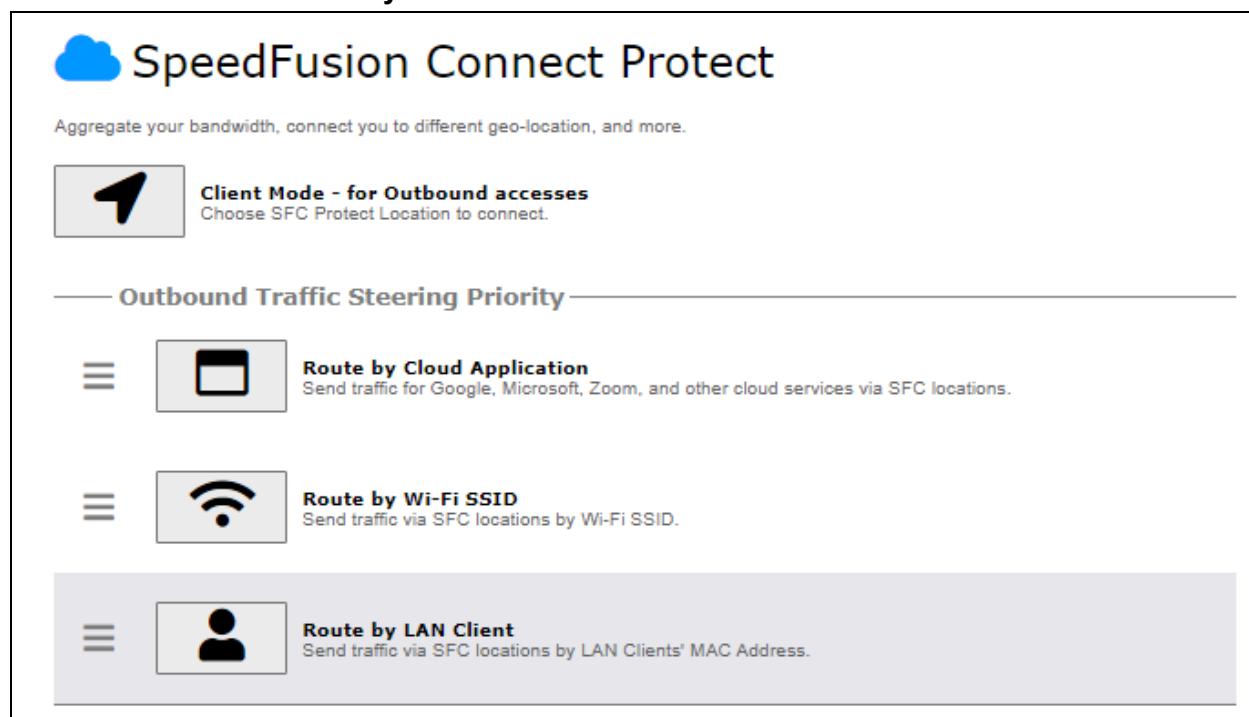 SpeedFusion Connect Protect
Aggregate your bandwidth, connect you to different geo-location, and more.
Client Mode - for Outbound accesses
Choose SFC Protect Location to connect.
Outbound Traffic Steering Priority
Route by Cloud Application
Send traffic for Google, Microsoft, Zoom, and other cloud services via SFC locations.
Route by Wi-Fi SSID
Send traffic via SFC locations by Wi-Fi SSID.
Route by LAN Client
Send traffic via SFC locations by LAN Clients' MAC Address.